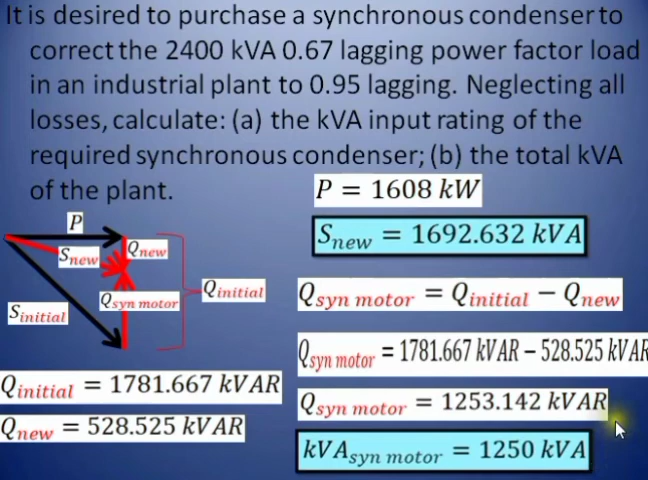 It is desired to purchase a synchronous condenser to
correct the 2400 kVA 0.67 lagging power factor load
in an industrial plant to 0.95 lagging. Neglecting all
losses, calculate: (a) the kVA input rating of the
required synchronous condenser; (b) the total kVA
of the plant.
P = 1608 kW
S_new = 1692.632 kVA
P
S_new
Q_new
Q_syn motor
Q_initial
S_initial
Q_syn motor = Q_initial − Q_new
Q_syn motor = 1781.667 kVAR − 528.525 kVAR
Q_initial = 1781.667 kVAR
Q_syn motor = 1253.142 kVAR
Q_new = 528.525 kVAR
kVA_syn motor = 1250 kVA